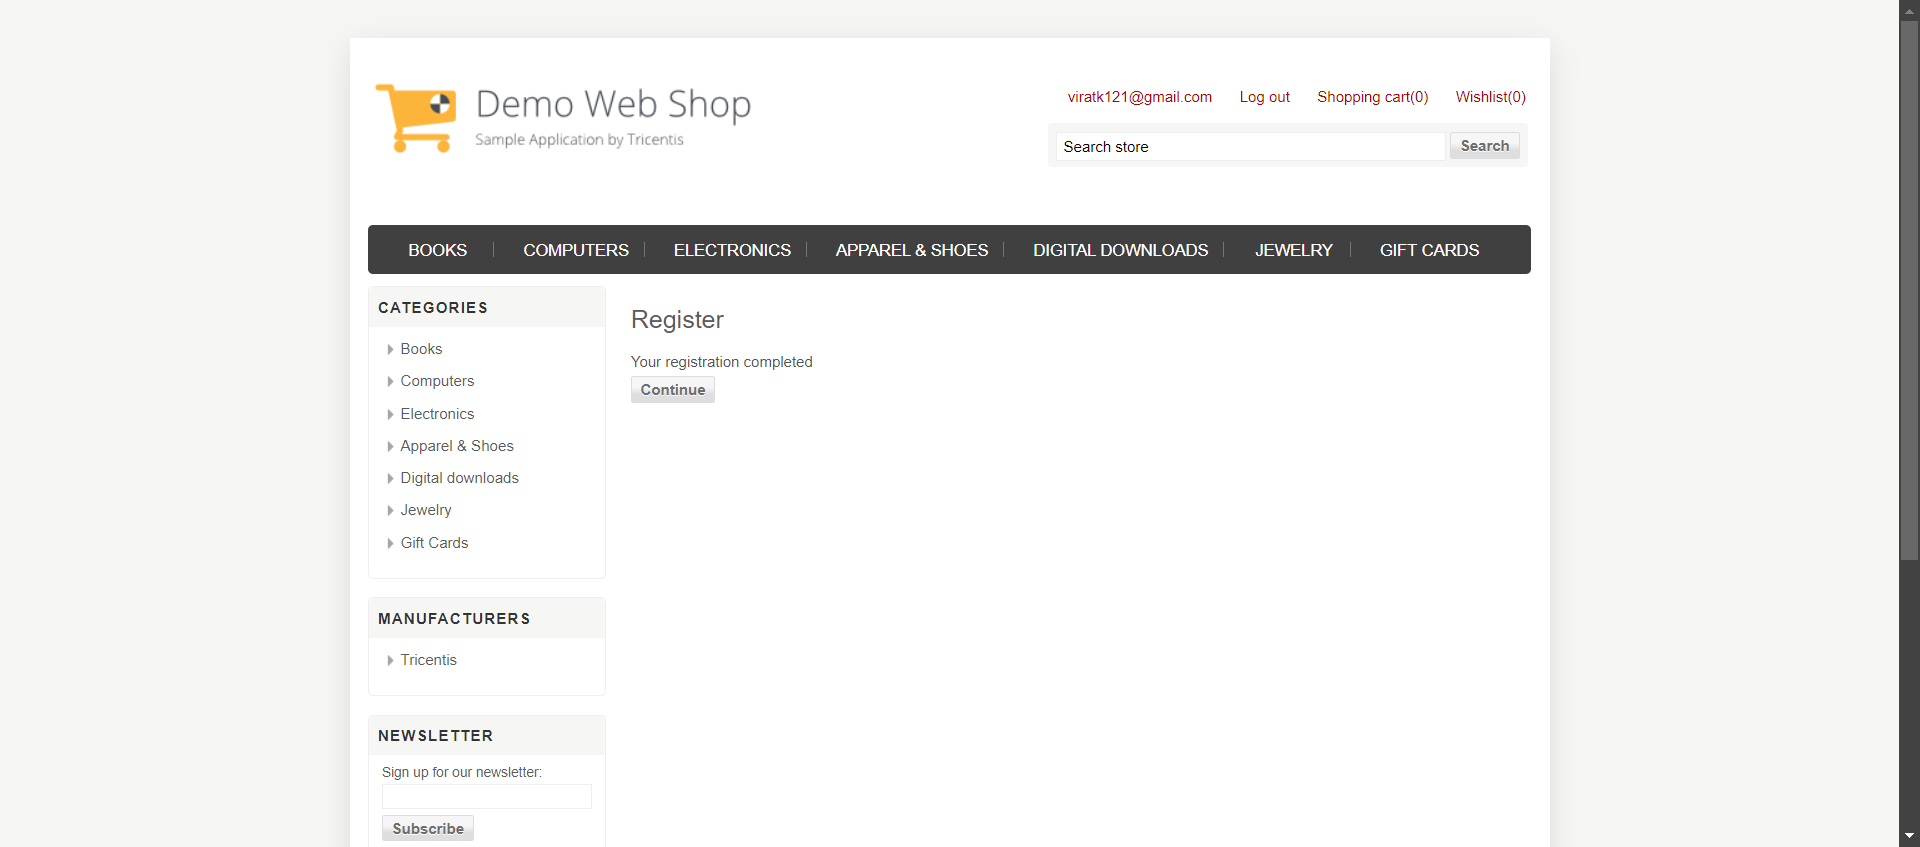 Demo Web Shop
Sample Application by Tricentis
viratk121@gmail.com Log out Shopping cart(0) Wishlist(0)
Search store Search
BOOKS COMPUTERS ELECTRONICS APPAREL & SHOES DIGITAL DOWNLOADS JEWELRY GIFT CARDS
CATEGORIES
Books
Computers
Electronics
Apparel & Shoes
Digital downloads
Jewelry
Gift Cards
MANUFACTURERS
Tricentis
NEWSLETTER
Sign up for our newsletter:
Subscribe
Register
Your registration completed
Continue